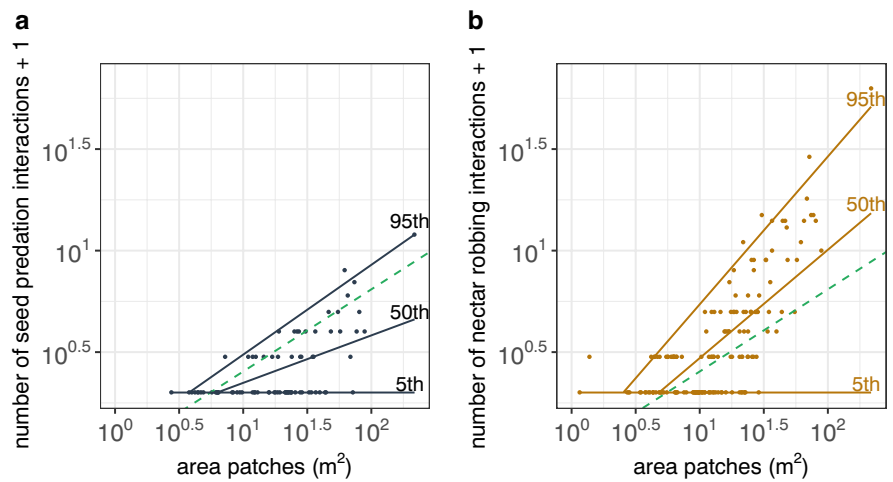 a
number of seed predation interactions + 1
10^1.5
10^1
10^0.5
95th
50th
5th
10^0 10^0.5 10^1 10^1.5 10^2
area patches (m^2)
b
number of nectar robbing interactions + 1
10^1.5
10^1
10^0.5
95th
50th
5th
10^0 10^0.5 10^1 10^1.5 10^2
area patches (m^2)